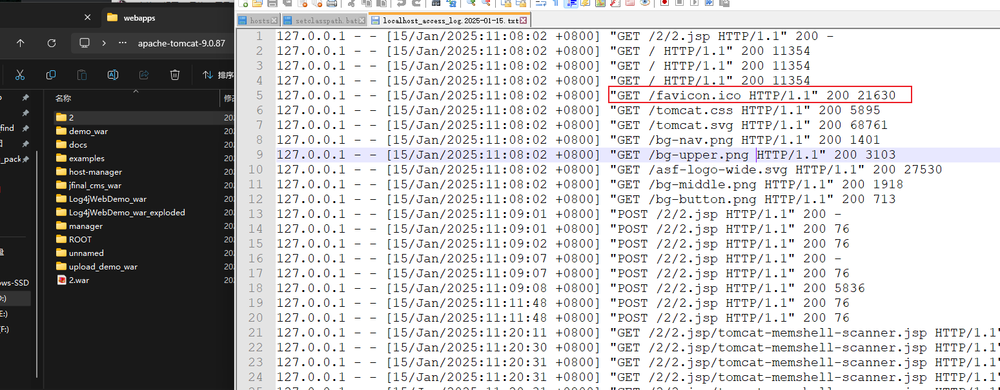 webapps
apache-tomcat-9.0.87
排序
名称
修改
2
demo_war
docs
examples
host-manager
jfinal_cms_war
Log4jWebDemo_war
Log4jWebDemo_war_exploded
manager
ROOT
unnamed
upload_demo_war
2.war
_find
_pack
盘
ows-SSD
D:)
E:)
F:)
hosts
setclasspath.bat
localhost_access_log.2025-01-15.txt
1 127.0.0.1 - - [15/Jan/2025:11:08:02 +0800] "GET /2/2.jsp HTTP/1.1" 200 -
2 127.0.0.1 - - [15/Jan/2025:11:08:02 +0800] "GET / HTTP/1.1" 200 11354
3 127.0.0.1 - - [15/Jan/2025:11:08:02 +0800] "GET / HTTP/1.1" 200 11354
4 127.0.0.1 - - [15/Jan/2025:11:08:02 +0800] "GET / HTTP/1.1" 200 11354
5 127.0.0.1 - - [15/Jan/2025:11:08:02 +0800] "GET /favicon.ico HTTP/1.1" 200 21630
6 127.0.0.1 - - [15/Jan/2025:11:08:02 +0800] "GET /tomcat.css HTTP/1.1" 200 5895
7 127.0.0.1 - - [15/Jan/2025:11:08:02 +0800] "GET /tomcat.svg HTTP/1.1" 200 68761
8 127.0.0.1 - - [15/Jan/2025:11:08:02 +0800] "GET /bg-nav.png HTTP/1.1" 200 1401
9 127.0.0.1 - - [15/Jan/2025:11:08:02 +0800] "GET /bg-upper.png HTTP/1.1" 200 3103
10 127.0.0.1 - - [15/Jan/2025:11:08:02 +0800] "GET /asf-logo-wide.svg HTTP/1.1" 200 27530
11 127.0.0.1 - - [15/Jan/2025:11:08:02 +0800] "GET /bg-middle.png HTTP/1.1" 200 1918
12 127.0.0.1 - - [15/Jan/2025:11:08:02 +0800] "GET /bg-button.png HTTP/1.1" 200 713
13 127.0.0.1 - - [15/Jan/2025:11:09:01 +0800] "POST /2/2.jsp HTTP/1.1" 200 -
14 127.0.0.1 - - [15/Jan/2025:11:09:01 +0800] "POST /2/2.jsp HTTP/1.1" 200 76
15 127.0.0.1 - - [15/Jan/2025:11:09:02 +0800] "POST /2/2.jsp HTTP/1.1" 200 76
16 127.0.0.1 - - [15/Jan/2025:11:09:07 +0800] "POST /2/2.jsp HTTP/1.1" 200 -
17 127.0.0.1 - - [15/Jan/2025:11:09:07 +0800] "POST /2/2.jsp HTTP/1.1" 200 76
18 127.0.0.1 - - [15/Jan/2025:11:09:08 +0800] "POST /2/2.jsp HTTP/1.1" 200 5836
19 127.0.0.1 - - [15/Jan/2025:11:11:48 +0800] "POST /2/2.jsp HTTP/1.1" 200 76
20 127.0.0.1 - - [15/Jan/2025:11:11:48 +0800] "POST /2/2.jsp HTTP/1.1" 200 76
21 127.0.0.1 - - [15/Jan/2025:11:20:11 +0800] "GET /2/2.jsp/tomcat-memshell-scanner.jsp HTTP/1.1"
22 127.0.0.1 - - [15/Jan/2025:11:20:30 +0800] "GET /2/2.jsp/tomcat-memshell-scanner.jsp HTTP/1.1"
23 127.0.0.1 - - [15/Jan/2025:11:20:31 +0800] "GET /2/2.jsp/tomcat-memshell-scanner.jsp HTTP/1.1"
24 127.0.0.1 - - [15/Jan/2025:11:20:31 +0800] "GET /2/2.jsp/tomcat-memshell-scanner.jsp HTTP/1.1"